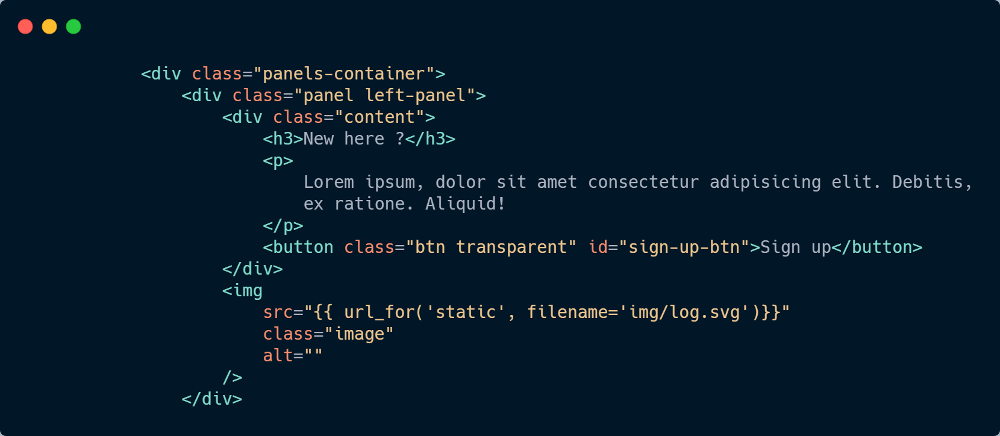 <div class="panels-container">
    <div class="panel left-panel">
        <div class="content">
            <h3>New here ?</h3>
            <p>
                Lorem ipsum, dolor sit amet consectetur adipisicing elit. Debitis,
                ex ratione. Aliquid!
            </p>
            <button class="btn transparent" id="sign-up-btn">Sign up</button>
        </div>
        <img
            src="{{ url_for('static', filename='img/log.svg')}}"
            class="image"
            alt=""
        />
    </div>